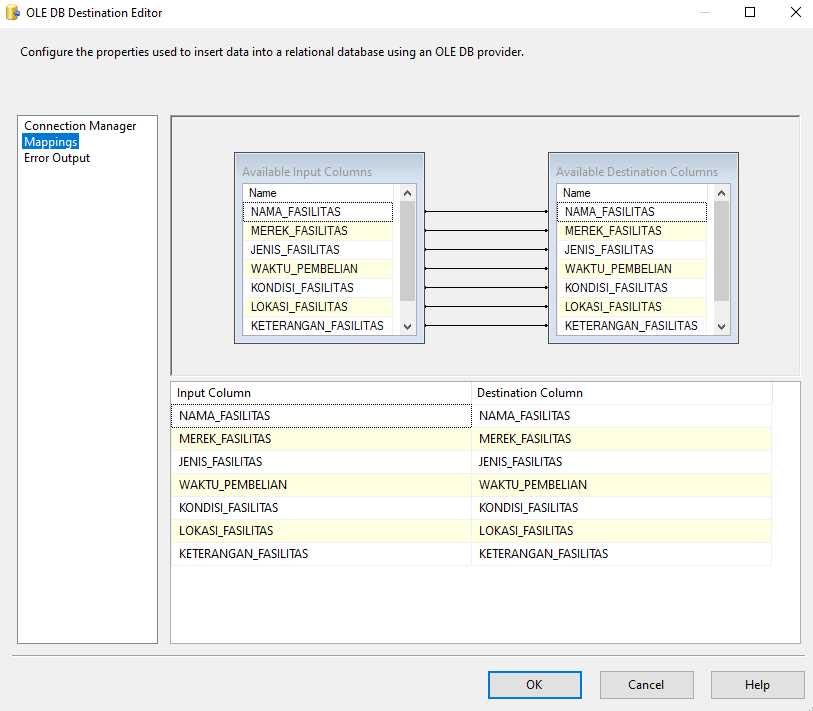 OLE DB Destination Editor
Configure the properties used to insert data into a relational database using an OLE DB provider.
Connection Manager
Mappings
Error Output
Available Input Columns
Name
NAMA_FASILITAS
MEREK_FASILITAS
JENIS_FASILITAS
WAKTU_PEMBELIAN
KONDISI_FASILITAS
LOKASI_FASILITAS
KETERANGAN_FASILITAS
Available Destination Columns
Name
NAMA_FASILITAS
MEREK_FASILITAS
JENIS_FASILITAS
WAKTU_PEMBELIAN
KONDISI_FASILITAS
LOKASI_FASILITAS
KETERANGAN_FASILITAS
Input Column Destination Column
NAMA_FASILITAS NAMA_FASILITAS
MEREK_FASILITAS MEREK_FASILITAS
JENIS_FASILITAS JENIS_FASILITAS
WAKTU_PEMBELIAN WAKTU_PEMBELIAN
KONDISI_FASILITAS KONDISI_FASILITAS
LOKASI_FASILITAS LOKASI_FASILITAS
KETERANGAN_FASILITAS KETERANGAN_FASILITAS
OK Cancel Help